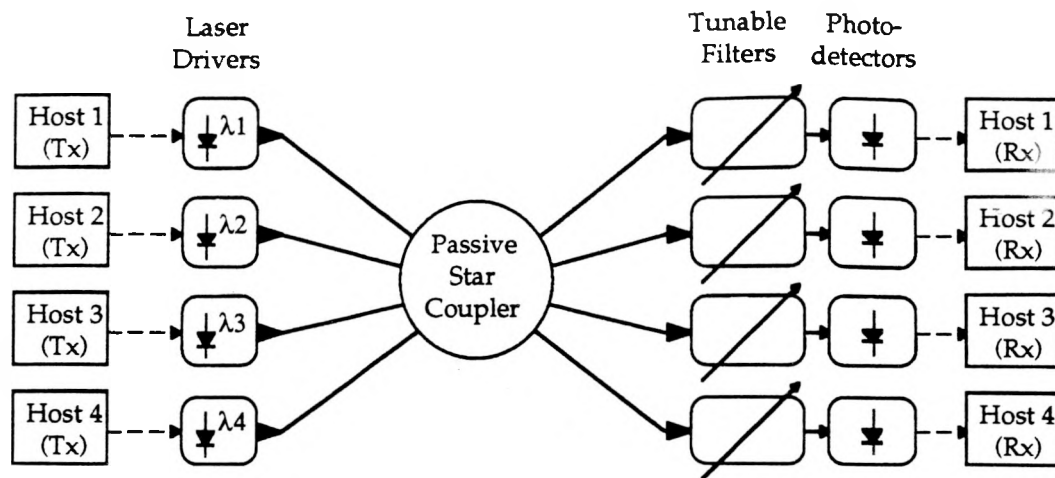 Laser
Drivers
Tunable
Filters
Photo-
detectors
Host 1
(Tx)
λ1
Host 1
(Rx)
Host 2
(Tx)
λ2
Host 2
(Rx)
Passive
Star
Coupler
Host 3
(Tx)
λ3
Host 3
(Rx)
Host 4
(Tx)
λ4
Host 4
(Rx)